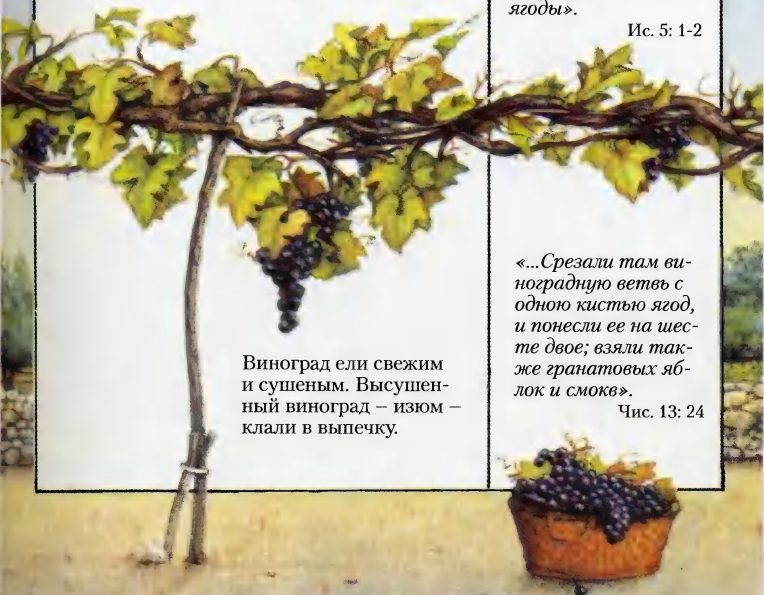 ягоды».
Ис. 5: 1-2
Виноград ели свежим
и сушеным. Высушен-
ный виноград – изюм –
клали в выпечку.
«...Срезали там ви-
ноградную ветвь с
одною кистью ягод,
и понесли ее на шес-
те двое; взяли так-
же гранатовых яб-
лок и смокв».
Чис. 13: 24